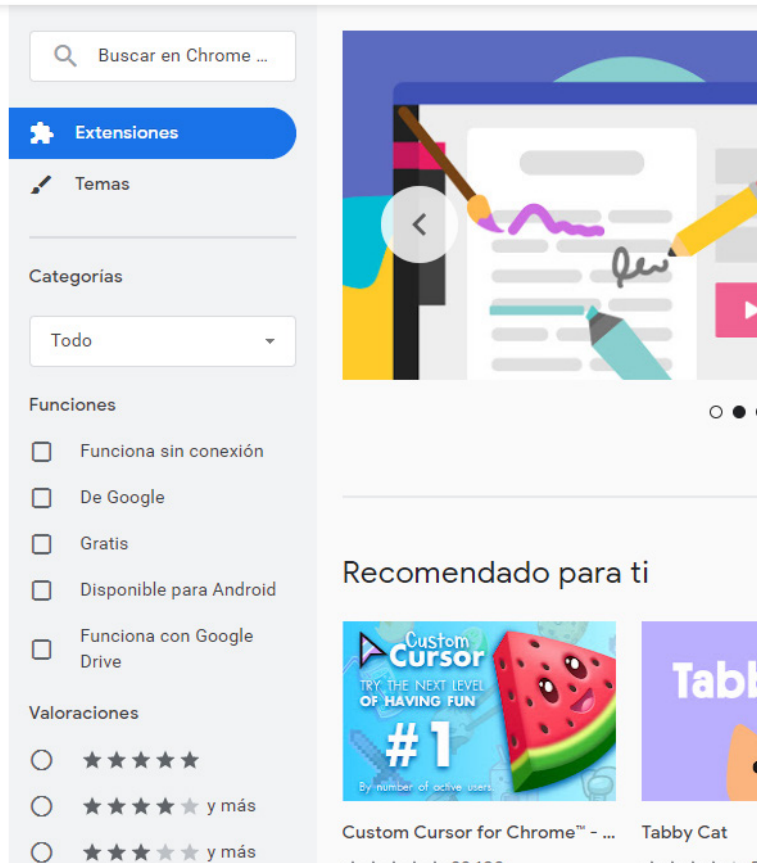 Buscar en Chrome ...
Extensiones
Temas
Categorías
Todo
Funciones
Funciona sin conexión
De Google
Gratis
Disponible para Android
Funciona con Google
Drive
Valoraciones
y más
y más
Recomendado para ti
Custom
Cursor
TRY THE NEXT LEVEL
OF HAVING FUN
#1
By number of active users
Custom Cursor for Chrome™ - ...
Tabby Cat